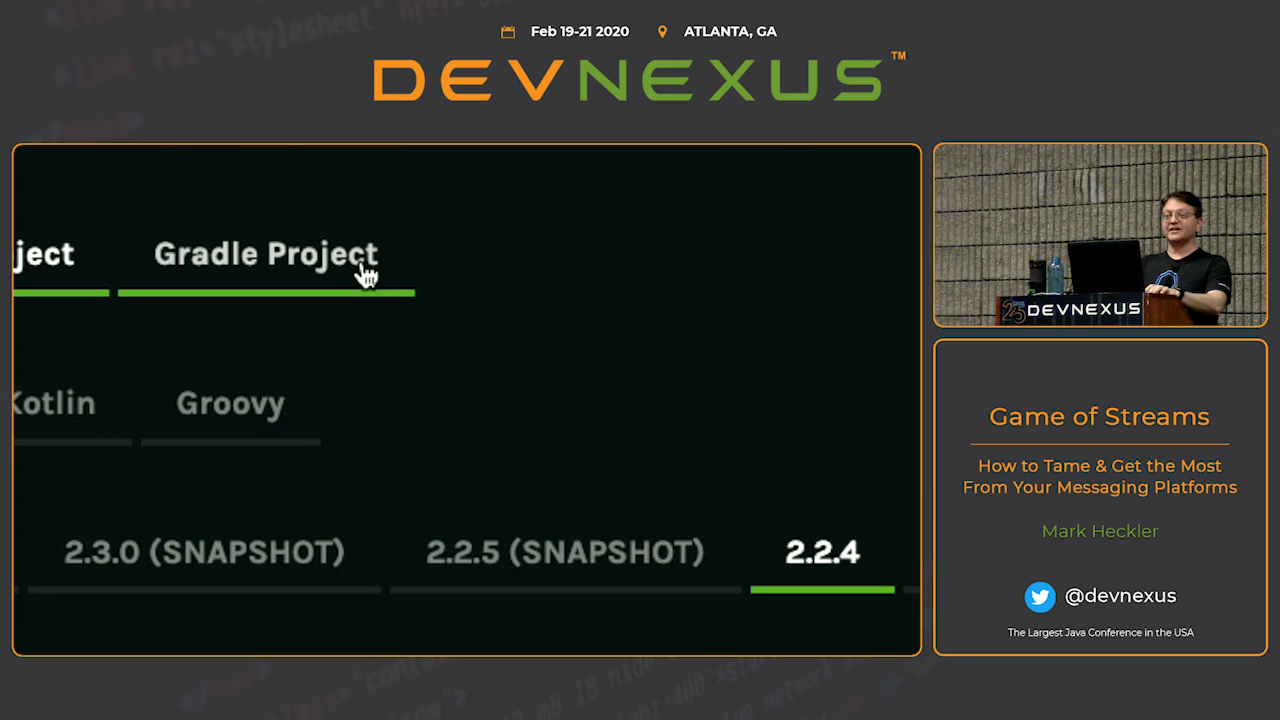 Feb 19-21 2020 ATLANTA, GA
DEVNEXUS™
ject Gradle Project
Kotlin Groovy
2.3.0 (SNAPSHOT) 2.2.5 (SNAPSHOT) 2.2.4
DEVNEXUS
Game of Streams
How to Tame & Get the Most
From Your Messaging Platforms
Mark Heckler
@devnexus
The Largest Java Conference in the USA